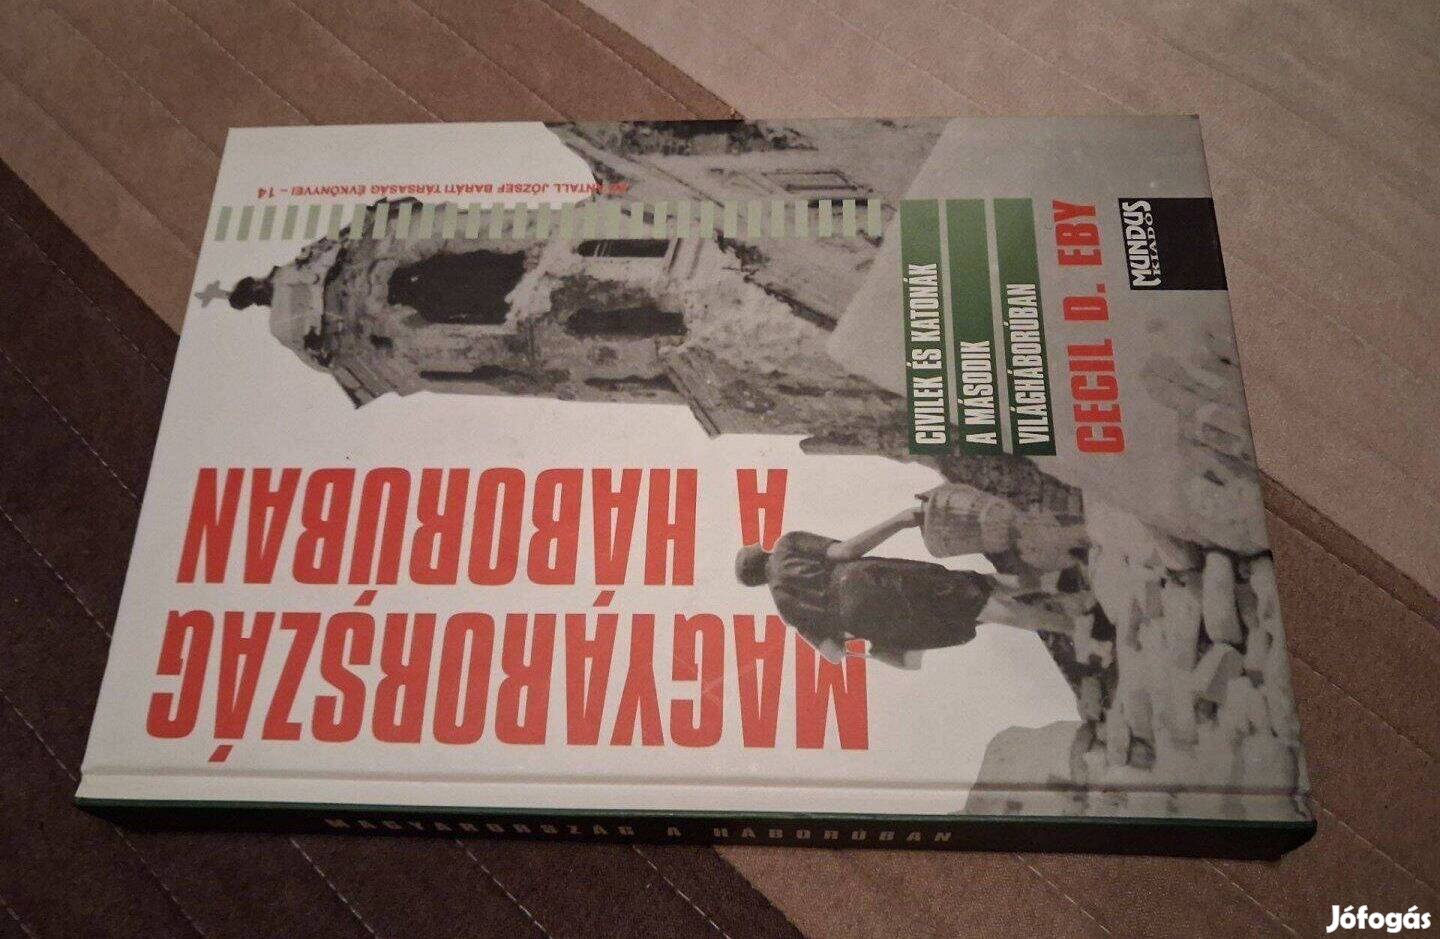 MAGYARORSZÁG
A HÁBORÚBAN
AZ ANTALL JÓZSEF BARÁTI TÁRSASÁG ÉVKÖNYVEI – 14
CIVILEK ÉS KATONÁK
A MÁSODIK
VILÁGHÁBORÚBAN
CECIL D. EBY
MUNDUS
KIADÓ
MAGYARORSZÁG A HÁBORÚBAN
Jófogás